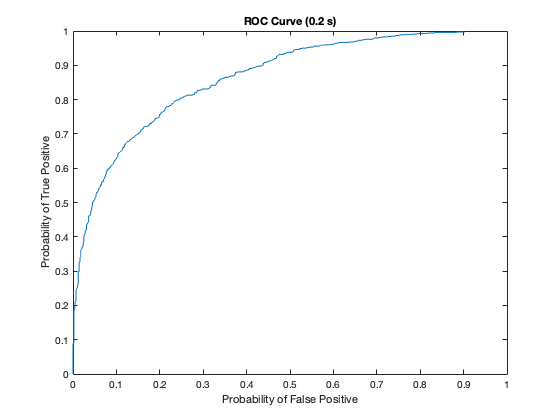 ROC Curve (0.2 s)
1
0.9
0.8
0.7
0.6
0.5
0.4
0.3
0.2
0.1
0
Probability of True Positive
0 0.1 0.2 0.3 0.4 0.5 0.6 0.7 0.8 0.9 1
Probability of False Positive